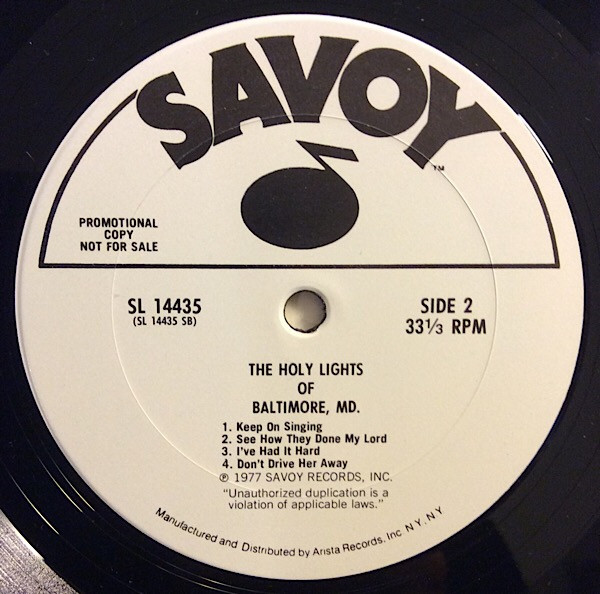 SAVOY™
PROMOTIONAL
COPY
NOT FOR SALE
SL 14435
(SL 14435 SB)
SIDE 2
33⅓ RPM
THE HOLY LIGHTS
OF
BALTIMORE, MD.
1. Keep On Singing
2. See How They Done My Lord
3. I've Had It Hard
4. Don't Drive Her Away
℗ 1977 SAVOY RECORDS, INC.
"Unauthorized duplication is a
violation of applicable laws."
Manufactured and Distributed by Arista Records, Inc. N.Y., N.Y.